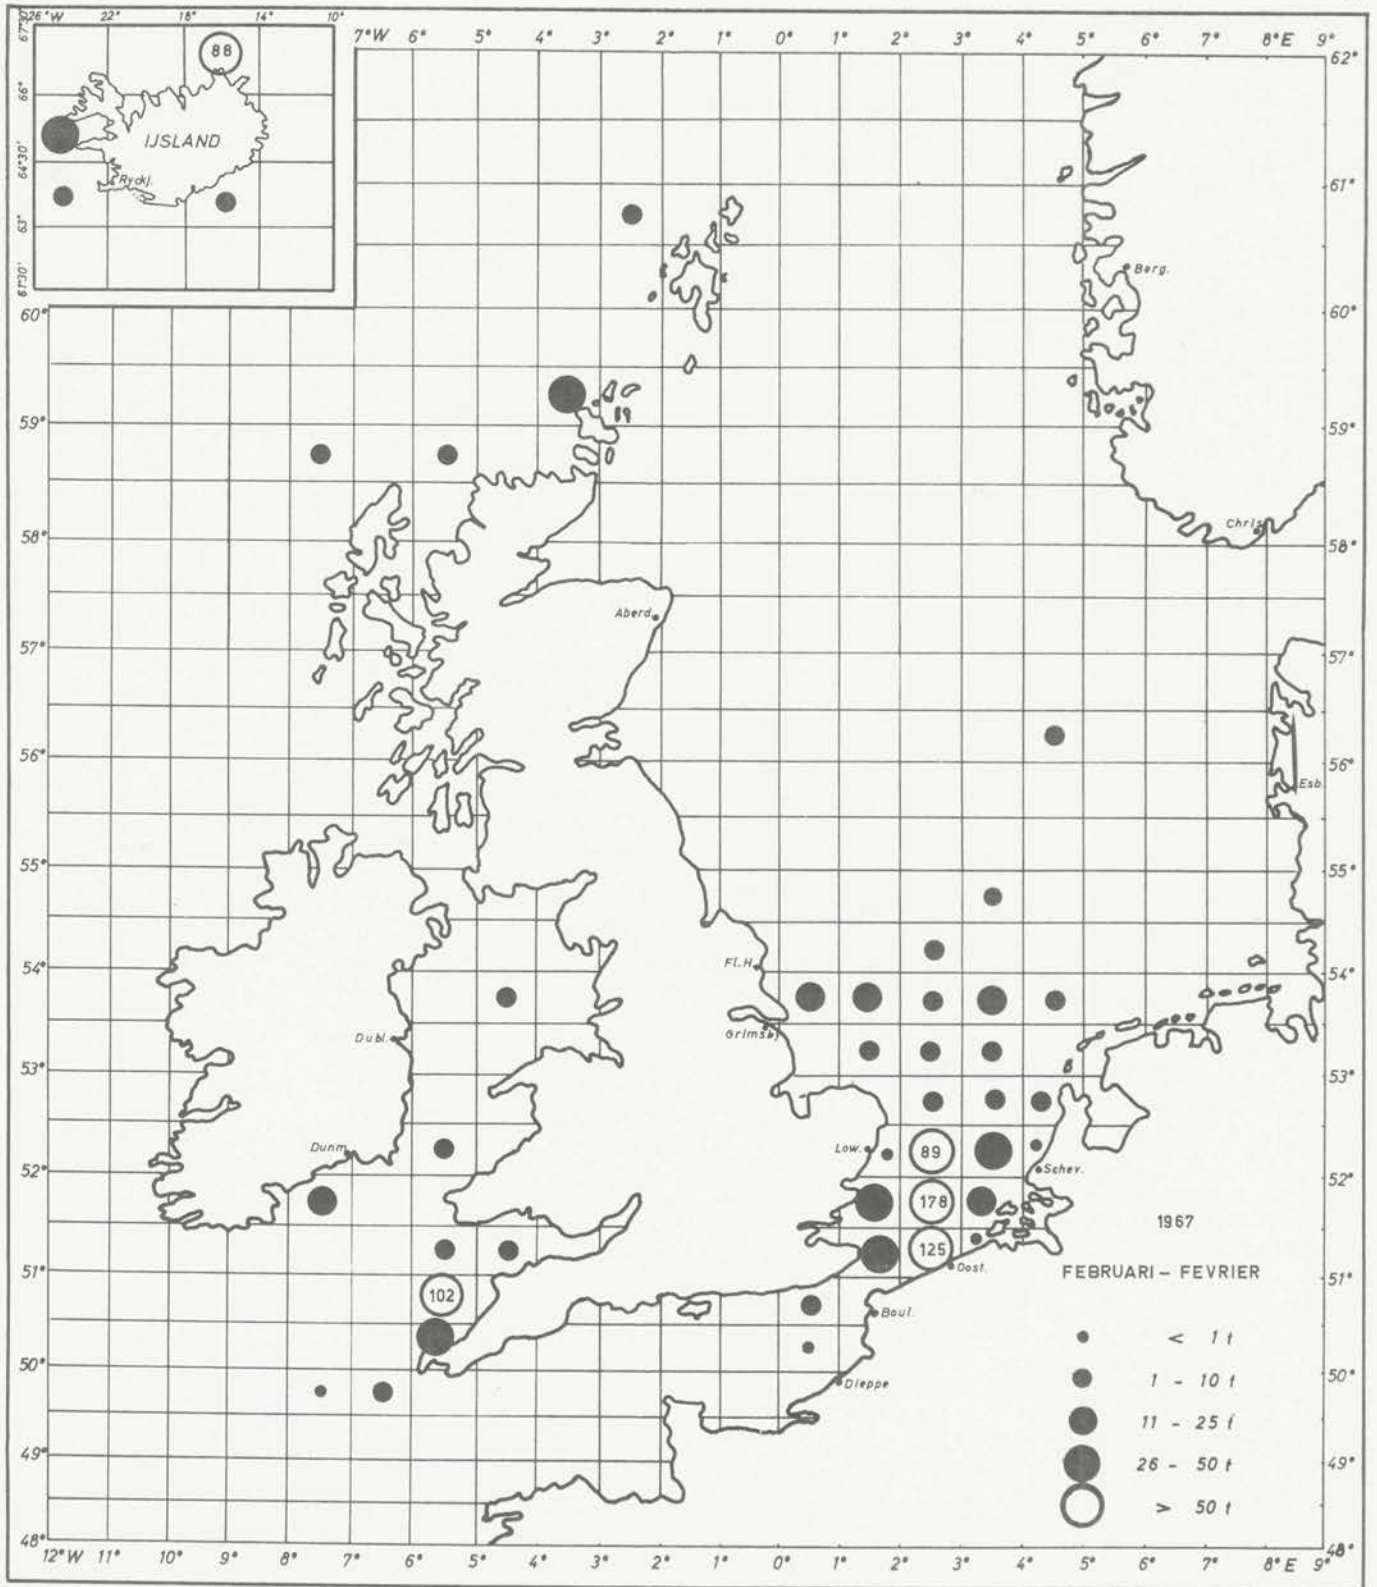 26°W 22° 18° 14° 10°
67°30'
88
66°
IJSLAND
64°30'
Ryckj.
63°
61°30'
7°W 6° 5° 4° 3° 2° 1° 0° 1° 2° 3° 4° 5° 6° 7° 8°E 9°
62°
61°
Barg.
60° 60°
59° 59°
Chris
58° 58°
Aberd.
57° 57°
56° 56°
Esb.
55° 55°
54° Fl.H. 54°
Grimsby
Dubl.
53° 53°
Dunm. Low. 89
Schev.
52° 52°
178
1967
125
Oost.
51° FEBRUARI - FEVRIER 51°
102
Boul.
< 1 t
50° 50°
Dieppe 1 - 10 t
11 - 25 t
49° 26 - 50 t 49°
> 50 t
48° 48°
12°W 11° 10° 9° 8° 7° 6° 5° 4° 3° 2° 1° 0° 1° 2° 3° 4° 5° 6° 7° 8°E 9°